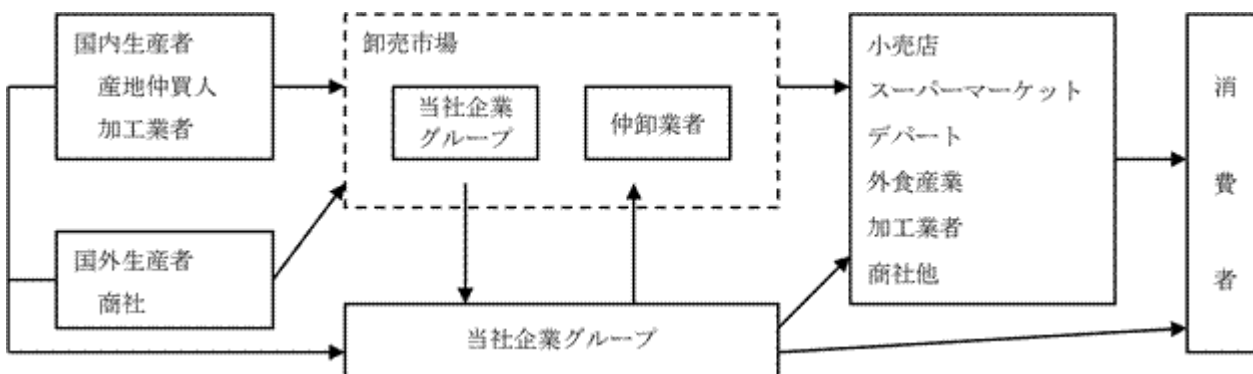 国内生産者
産地仲買人
加工業者
国外生産者
商社
卸売市場
当社企業
グループ
仲卸業者
当社企業グループ
小売店
スーパーマーケット
デパート
外食産業
加工業者
商社他
消
費
者